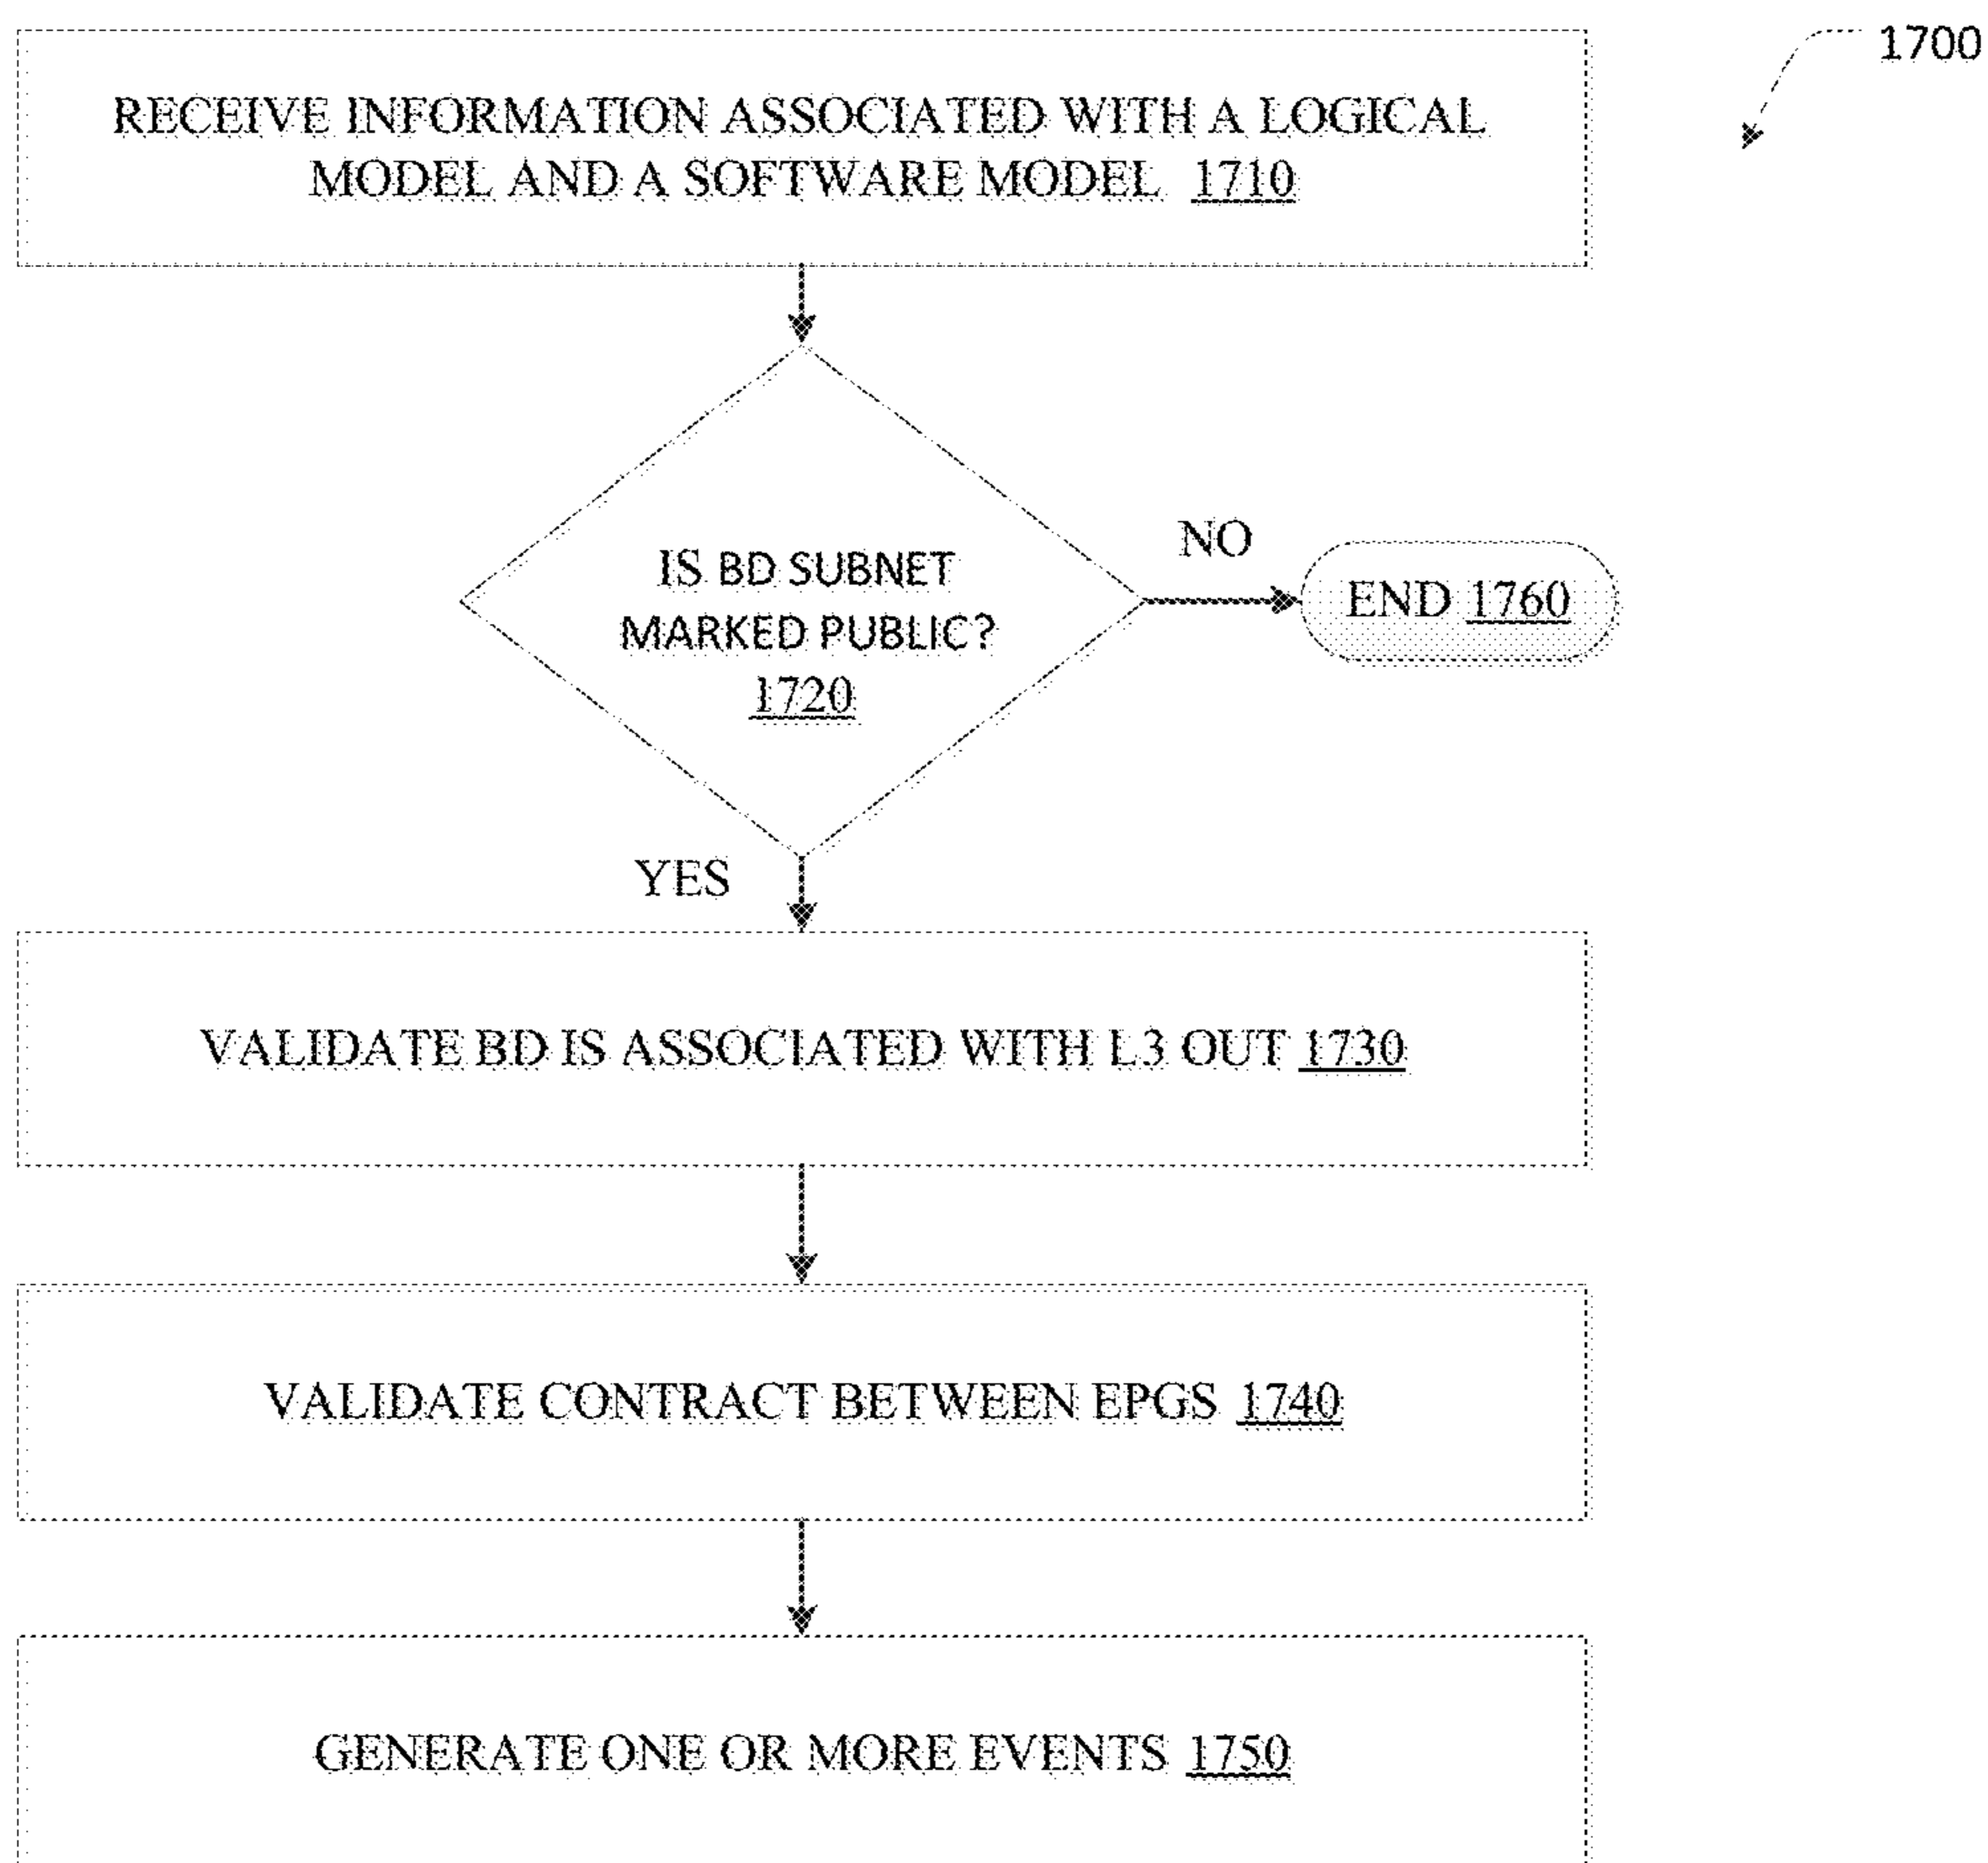 1700
RECEIVE INFORMATION ASSOCIATED WITH A LOGICAL
MODEL AND A SOFTWARE MODEL 1710
IS BD SUBNET
MARKED PUBLIC?
1720
NO
END 1760
YES
VALIDATE BD IS ASSOCIATED WITH L3 OUT 1730
VALIDATE CONTRACT BETWEEN EPGS 1740
GENERATE ONE OR MORE EVENTS 1750